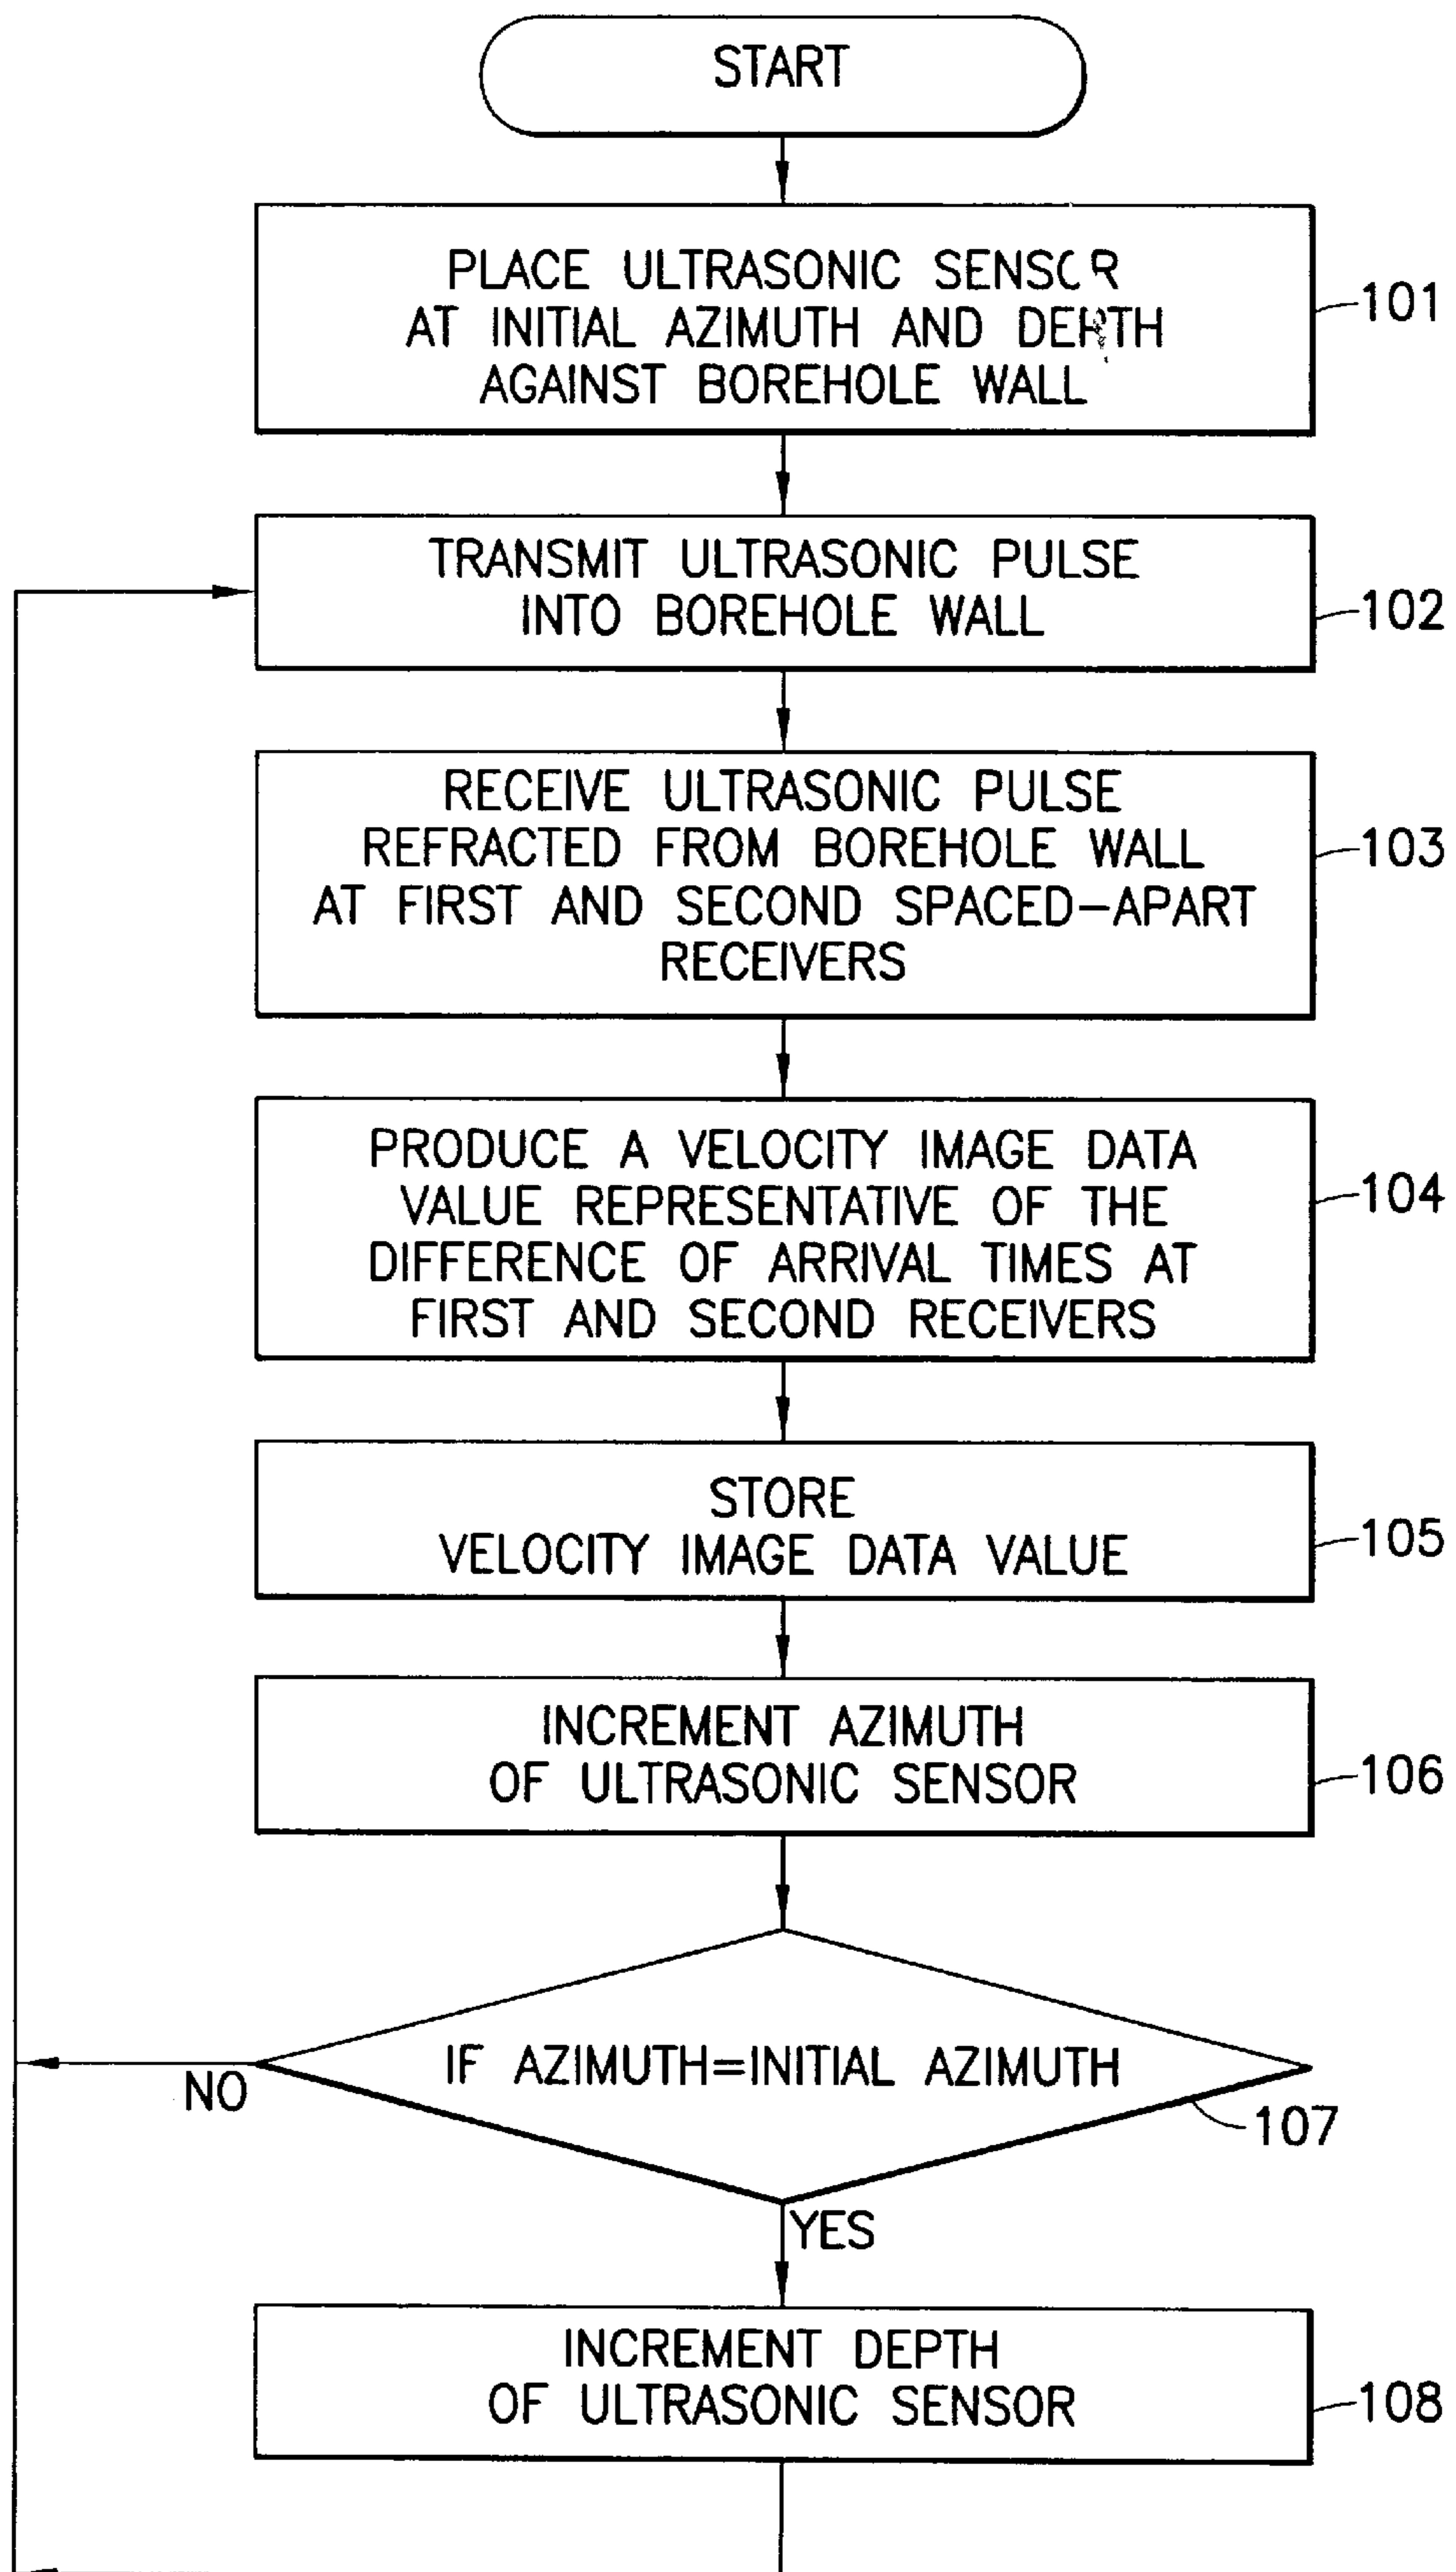 START
PLACE ULTRASONIC SENSOR
AT INITIAL AZIMUTH AND DEPTH
AGAINST BOREHOLE WALL
101
TRANSMIT ULTRASONIC PULSE
INTO BOREHOLE WALL
102
RECEIVE ULTRASONIC PULSE
REFRACTED FROM BOREHOLE WALL
AT FIRST AND SECOND SPACED-APART
RECEIVERS
103
PRODUCE A VELOCITY IMAGE DATA
VALUE REPRESENTATIVE OF THE
DIFFERENCE OF ARRIVAL TIMES AT
FIRST AND SECOND RECEIVERS
104
STORE
VELOCITY IMAGE DATA VALUE
105
INCREMENT AZIMUTH
OF ULTRASONIC SENSOR
106
IF AZIMUTH=INITIAL AZIMUTH
NO
107
YES
INCREMENT DEPTH
OF ULTRASONIC SENSOR
108